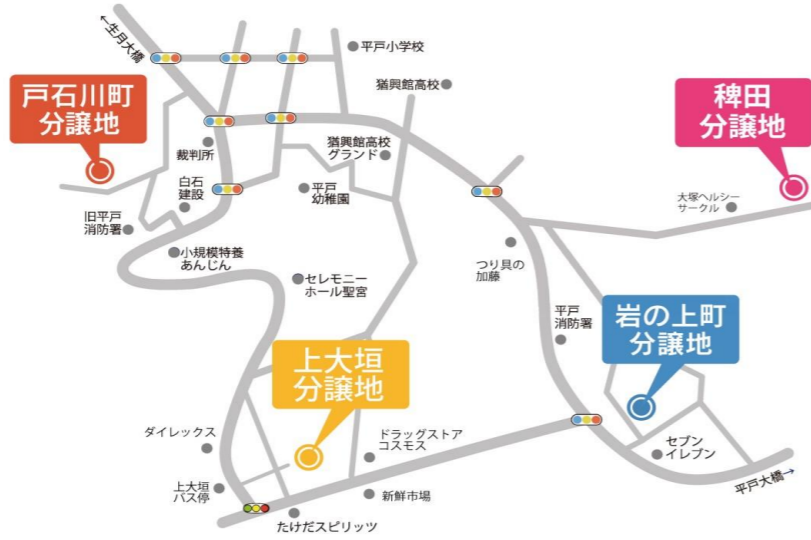 ←生月大橋
平戸小学校
猶興館高校
戸石川町
分譲地
稗田
分譲地
裁判所
猶興館高校
グランド
白石
建設
平戸
幼稚園
大塚ヘルシー
サークル
旧平戸
消防署
小規模特養
あんじん
つり具の
加藤
セレモニー
ホール聖宮
平戸
消防署
岩の上町
分譲地
上大垣
分譲地
ダイレックス
ドラッグストア
コスモス
セブン
イレブン
上大垣
バス停
新鮮市場
平戸大橋→
たけだスピリッツ